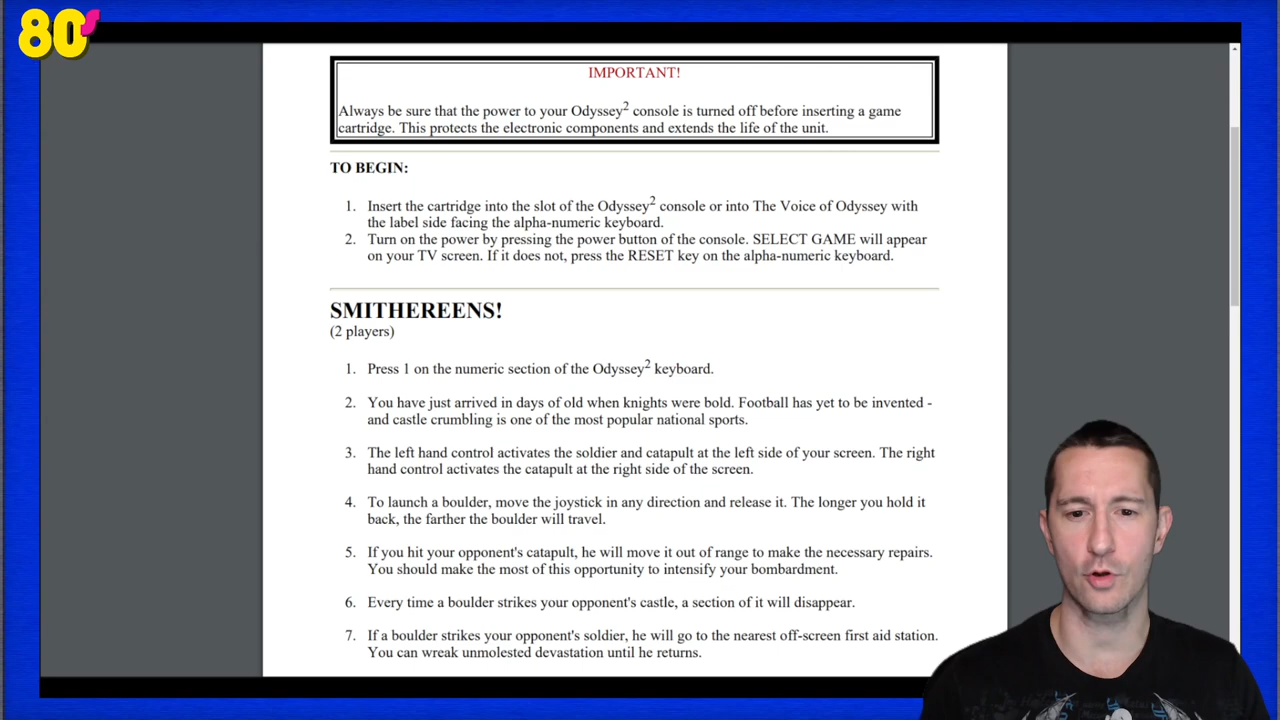 80's
IMPORTANT!
Always be sure that the power to your Odyssey² console is turned off before inserting a game
cartridge. This protects the electronic components and extends the life of the unit.
TO BEGIN:
1. Insert the cartridge into the slot of the Odyssey² console or into The Voice of Odyssey with
the label side facing the alpha-numeric keyboard.
2. Turn on the power by pressing the power button of the console. SELECT GAME will appear
on your TV screen. If it does not, press the RESET key on the alpha-numeric keyboard.
SMITHEREENS!
(2 players)
1. Press 1 on the numeric section of the Odyssey² keyboard.
2. You have just arrived in days of old when knights were bold. Football has yet to be invented -
and castle crumbling is one of the most popular national sports.
3. The left hand control activates the soldier and catapult at the left side of your screen. The right
hand control activates the catapult at the right side of the screen.
4. To launch a boulder, move the joystick in any direction and release it. The longer you hold it
back, the farther the boulder will travel.
5. If you hit your opponent's catapult, he will move it out of range to make the necessary repairs.
You should make the most of this opportunity to intensify your bombardment.
6. Every time a boulder strikes your opponent's castle, a section of it will disappear.
7. If a boulder strikes your opponent's soldier, he will go to the nearest off-screen first aid station.
You can wreak unmolested devastation until he returns.